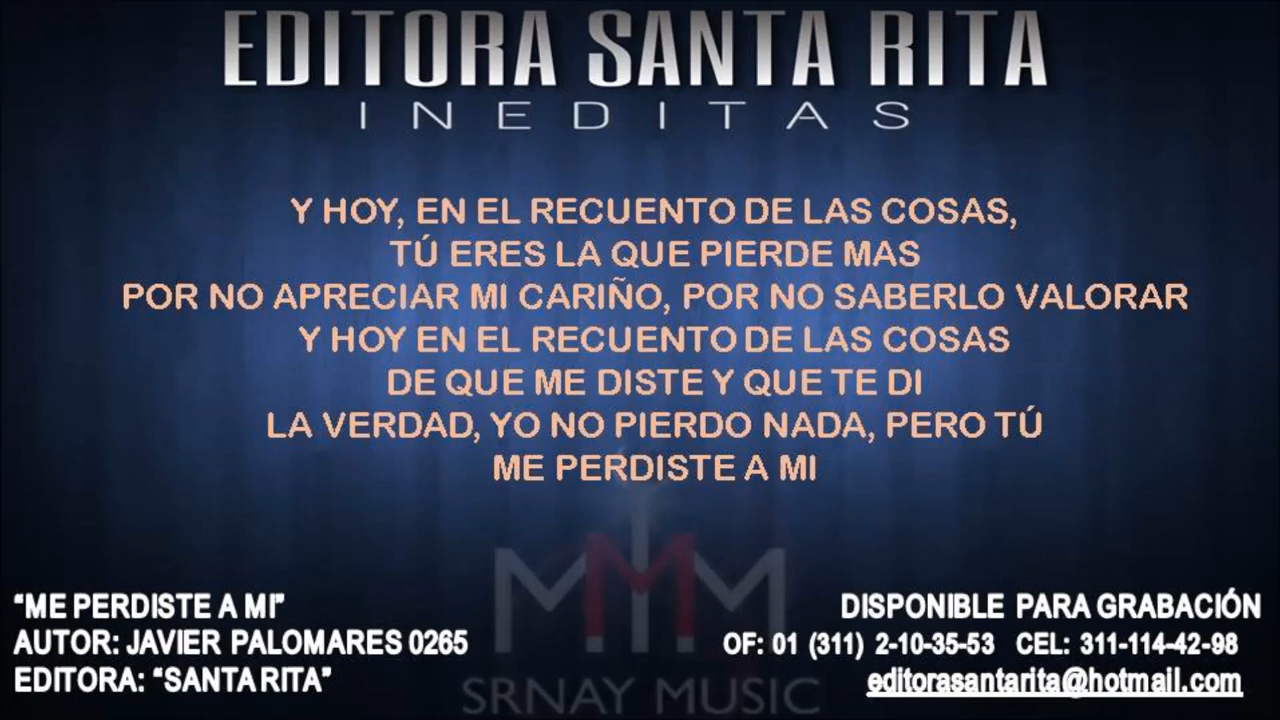 EDITORA SANTA RITA
INEDITAS
Y HOY, EN EL RECUENTO DE LAS COSAS,
TÚ ERES LA QUE PIERDE MAS
POR NO APRECIAR MI CARIÑO, POR NO SABERLO VALORAR
Y HOY EN EL RECUENTO DE LAS COSAS
DE QUE ME DISTE Y QUE TE DI
LA VERDAD, YO NO PIERDO NADA, PERO TÚ
ME PERDISTE A MI
MMM
SRNAY MUSIC
“ME PERDISTE A MI”
AUTOR: JAVIER PALOMARES 0265
EDITORA: “SANTA RITA”
DISPONIBLE PARA GRABACIÓN
OF: 01 (311) 2-10-35-53 CEL: 311-114-42-98
editorasantarita@hotmail.com